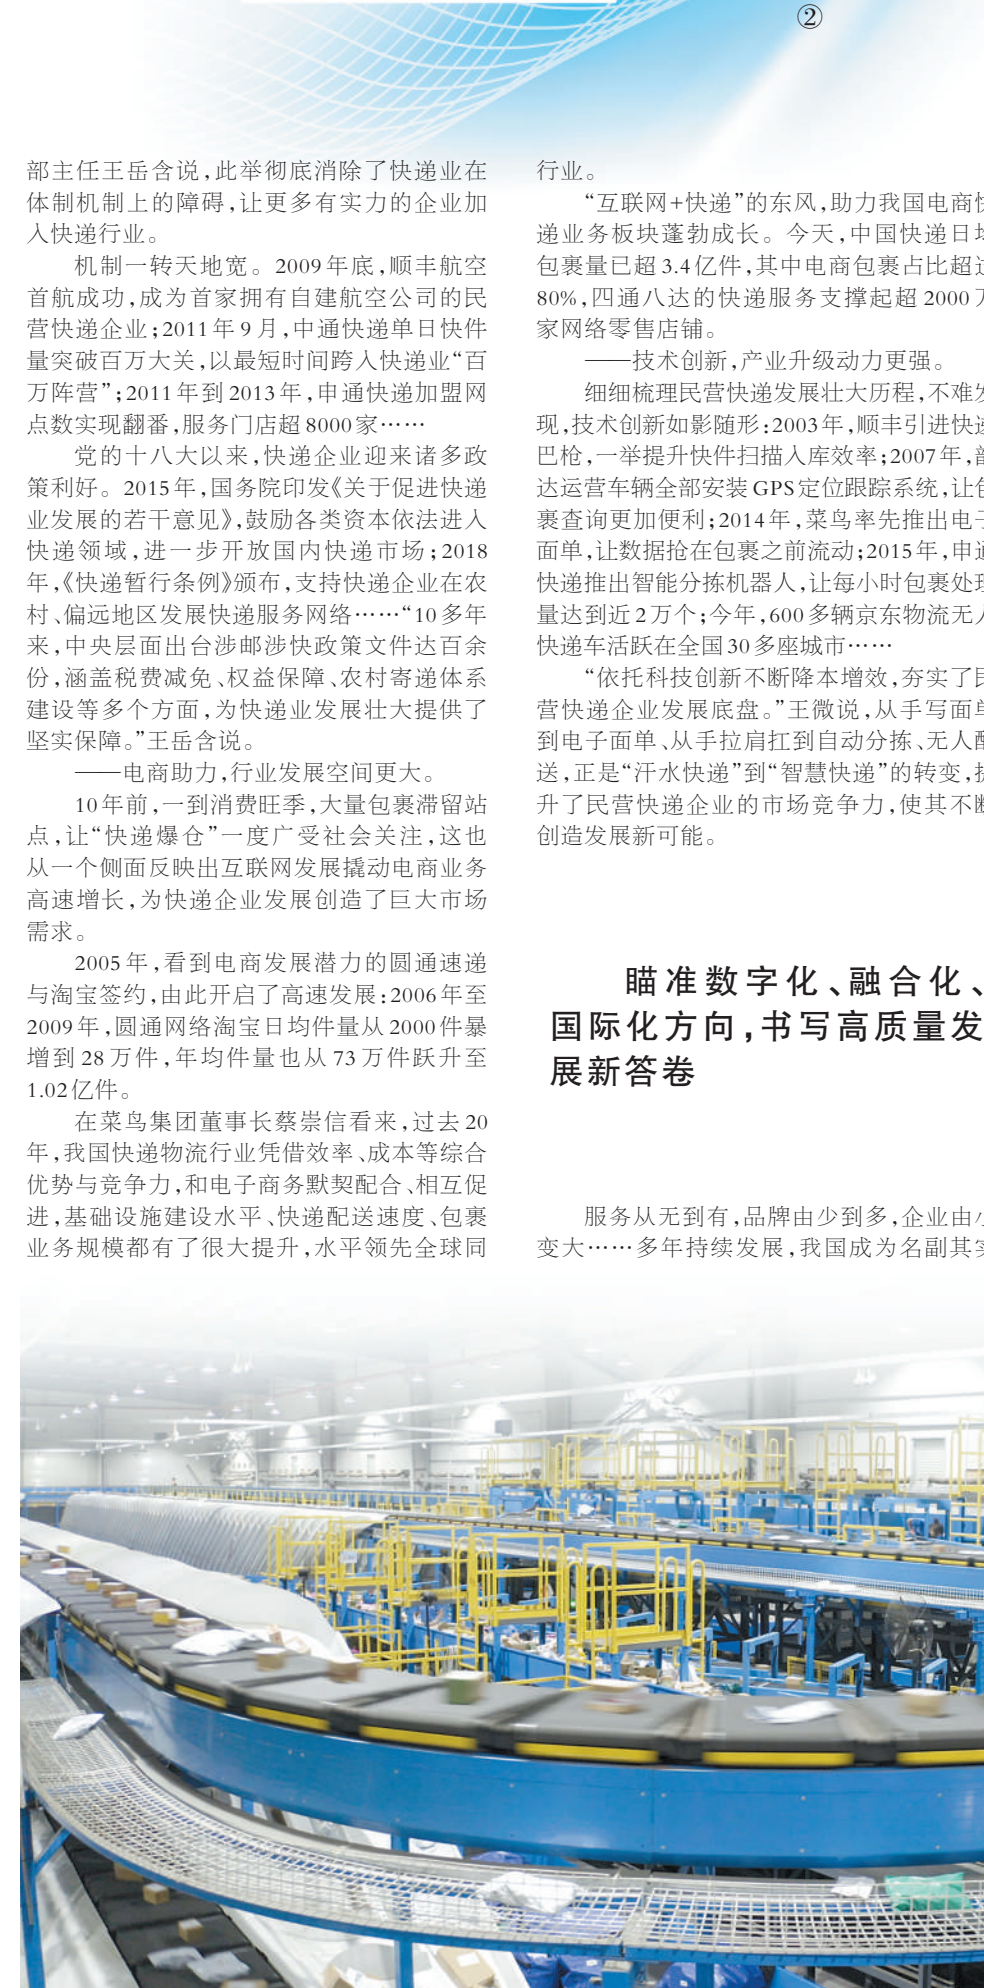 ②
部主任王岳含说，此举彻底消除了快递业在
体制机制上的障碍，让更多有实力的企业加
入快递行业。
机制一转天地宽。2009年底，顺丰航空
首航成功，成为首家拥有自建航空公司的民
营快递企业；2011年9月，中通快递单日快件
量突破百万大关，以最短时间跨入快递业“百
万阵营”；2011年到2013年，申通快递加盟网
点数实现翻番，服务门店超8000家……
党的十八大以来，快递企业迎来诸多政
策利好。2015年，国务院印发《关于促进快递
业发展的若干意见》，鼓励各类资本依法进入
快递领域，进一步开放国内快递市场；2018
年，《快递暂行条例》颁布，支持快递企业在农
村、偏远地区发展快递服务网络……“10多年
来，中央层面出台涉邮涉快政策文件达百余
份，涵盖税费减免、权益保障、农村寄递体系
建设等多个方面，为快递业发展壮大提供了
坚实保障。”王岳含说。
——电商助力，行业发展空间更大。
10年前，一到消费旺季，大量包裹滞留站
点，让“快递爆仓”一度广受社会关注，这也
从一个侧面反映出互联网发展撬动电商业务
高速增长，为快递企业发展创造了巨大市场
需求。
2005年，看到电商发展潜力的圆通速递
与淘宝签约，由此开启了高速发展：2006年至
2009年，圆通网络淘宝日均件量从2000件暴
增到28万件，年均件量也从73万件跃升至
1.02亿件。
在菜鸟集团董事长蔡崇信看来，过去20
年，我国快递物流行业凭借效率、成本等综合
优势与竞争力，和电子商务默契配合、相互促
进，基础设施建设水平、快递配送速度、包裹
业务规模都有了很大提升，水平领先全球同
行业。
“互联网+快递”的东风，助力我国电商快
递业务板块蓬勃成长。今天，中国快递日均
包裹量已超3.4亿件，其中电商包裹占比超过
80%，四通八达的快递服务支撑起超2000万
家网络零售店铺。
——技术创新，产业升级动力更强。
细细梳理民营快递发展壮大历程，不难发
现，技术创新如影随形：2003年，顺丰引进快递
巴枪，一举提升快件扫描入库效率；2007年，韵
达运营车辆全部安装GPS定位跟踪系统，让包
裹查询更加便利；2014年，菜鸟率先推出电子
面单，让数据抢在包裹之前流动；2015年，申通
快递推出智能分拣机器人，让每小时包裹处理
量达到近2万个；今年，600多辆京东物流无人
快递车活跃在全国30多座城市……
“依托科技创新不断降本增效，夯实了民
营快递企业发展底盘。”王微说，从手写面单
到电子面单、从手拉肩扛到自动分拣、无人配
送，正是“汗水快递”到“智慧快递”的转变，提
升了民营快递企业的市场竞争力，使其不断
创造发展新可能。
瞄准数字化、融合化、
国际化方向，书写高质量发
展新答卷
服务从无到有，品牌由少到多，企业由小
变大……多年持续发展，我国成为名副其实